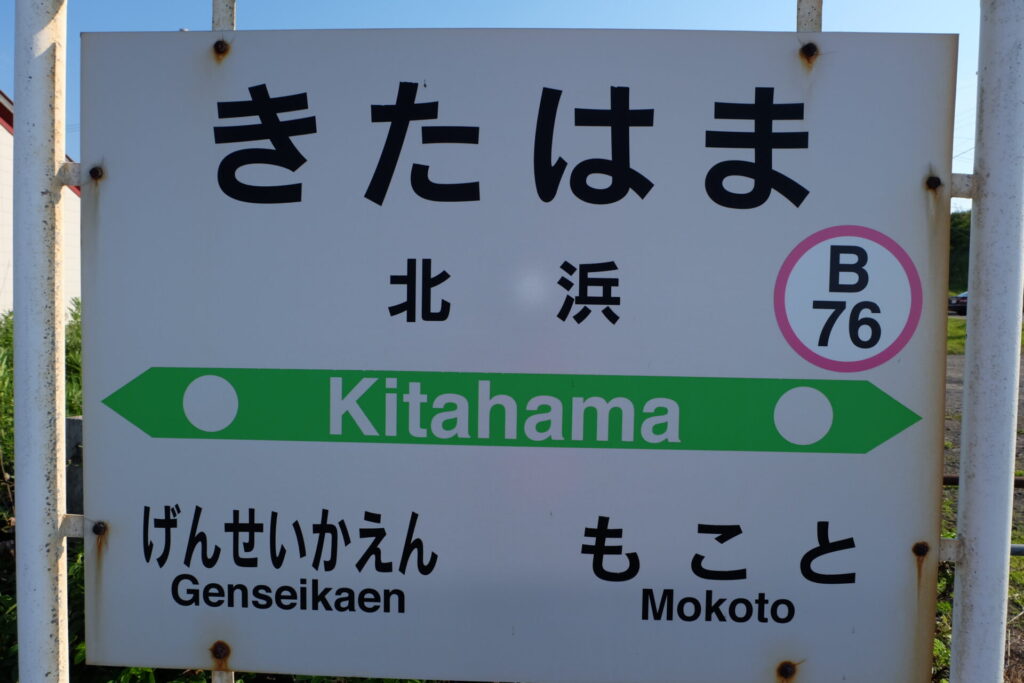 きたはま
北浜
B
76
Kitahama
げんせいかえん
Genseikaen
もこと
Mokoto